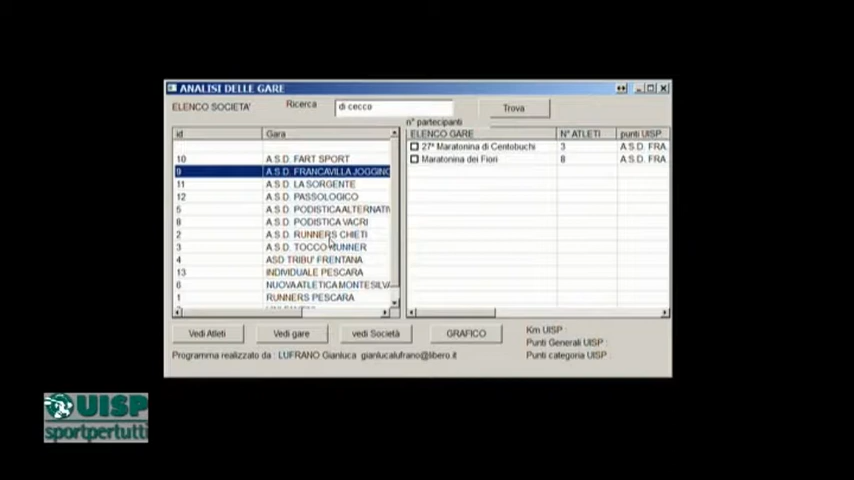 ANALISI DELLE GARE
ELENCO SOCIETA'
Ricerca
di cecco
Trova
n° partecipanti
id Gara
10 A.S.D. FART SPORT
9 A.S.D. FRANCAVILLA JOGGING
11 A.S.D. LA SORGENTE
12 A.S.D. PASSOLOGICO
5 A.S.D. PODISTICA ALTERNATIV
8 A.S.D. PODISTICA VACRI
2 A.S.D. RUNNERS CHIETI
3 A.S.D. TOCCO RUNNER
4 ASD TRIBU' FRENTANA
13 INDIVIDUALE PESCARA
6 NUOVA ATLETICA MONTESILVA
1 RUNNERS PESCARA
ELENCO GARE N° ATLETI punti UISP
27ª Maratonina di Centobuchi 3 A.S.D. FRA
Maratonina dei Fiori 8 A.S.D. FRA
Vedi Atleti
Vedi gare
vedi Società
GRAFICO
Km UISP :
Punti Generali UISP :
Punti categoria UISP :
Programma realizzato da : LUFRANO Gianluca gianlucalufrano@libero.it
UISP
sportpertutti